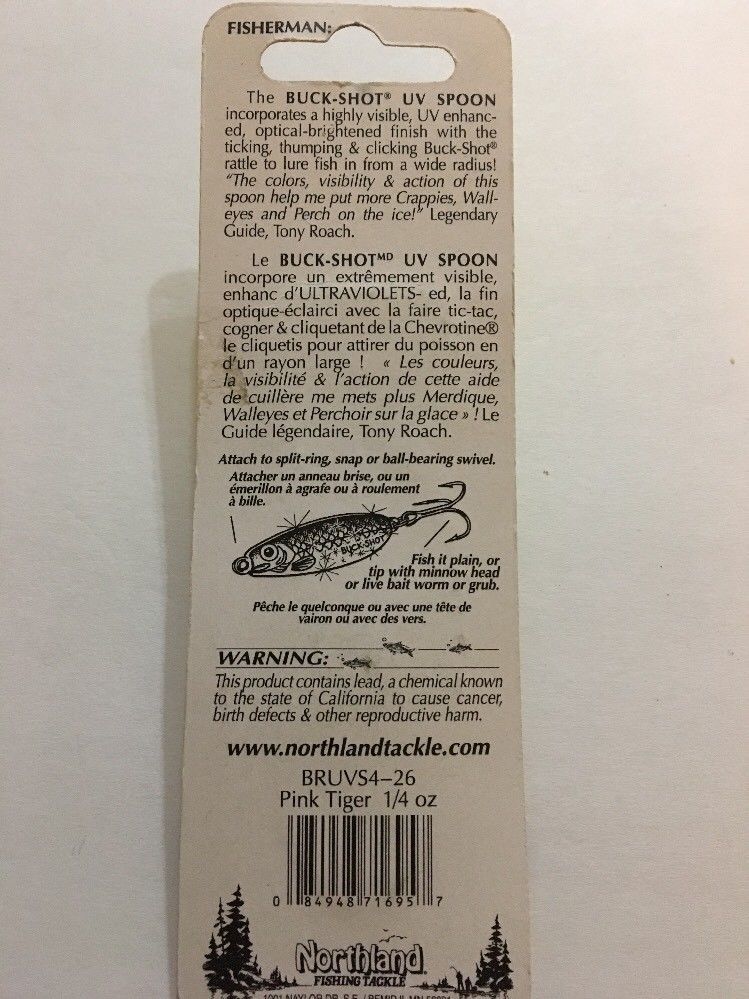 FISHERMAN:
The BUCK-SHOT® UV SPOON
incorporates a highly visible, UV enhanc-
ed, optical-brightened finish with the
ticking, thumping & clicking Buck-Shot®
rattle to lure fish in from a wide radius!
"The colors, visibility & action of this
spoon help me put more Crappies, Wall-
eyes and Perch on the ice!" Legendary
Guide, Tony Roach.
Le BUCK-SHOTMD UV SPOON
incorpore un extrêmement visible,
enhanc d'ULTRAVIOLETS- ed, la fin
optique-éclairci avec la faire tic-tac,
cogner & cliquetant de la Chevrotine®
le cliquetis pour attirer du poisson en
d'un rayon large ! « Les couleurs,
la visibilité & l'action de cette aide
de cuillère me mets plus Merdique,
Walleyes et Perchoir sur la glace » ! Le
Guide légendaire, Tony Roach.
Attach to split-ring, snap or ball-bearing swivel.
Attacher un anneau brise, ou un
émerillon à agrafe ou à roulement
à bille.
BUCK-SHOT
Fish it plain, or
tip with minnow head
or live bait worm or grub.
Pêche le quelconque ou avec une tête de
vairon ou avec des vers.
WARNING:
This product contains lead, a chemical known
to the state of California to cause cancer,
birth defects & other reproductive harm.
www.northlandtackle.com
BRUVS4-26
Pink Tiger 1/4 oz
0 84948 71695 7
Northland®
FISHING TACKLE
1001 NAYLOR DR. S.E. / BEMIDJI, MN